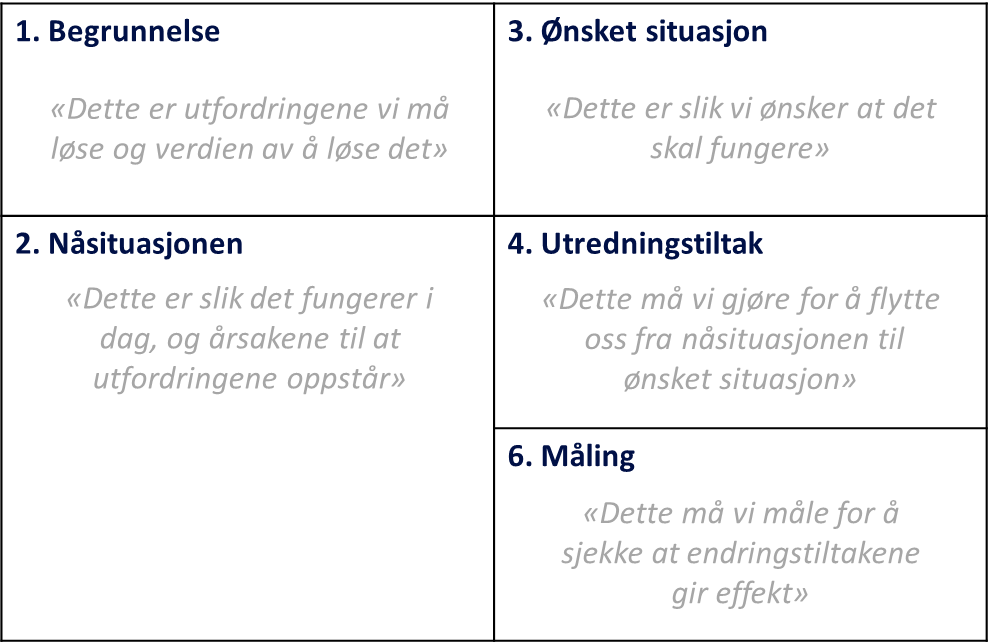 1. Begrunnelse
«Dette er utfordringene vi må
løse og verdien av å løse det»
2. Nåsituasjonen
«Dette er slik det fungerer i
dag, og årsakene til at
utfordringene oppstår»
3. Ønsket situasjon
«Dette er slik vi ønsker at det
skal fungere»
4. Utredningstiltak
«Dette må vi gjøre for å flytte
oss fra nåsituasjonen til
ønsket situasjon»
6. Måling
«Dette må vi måle for å
sjekke at endringstiltakene
gir effekt»